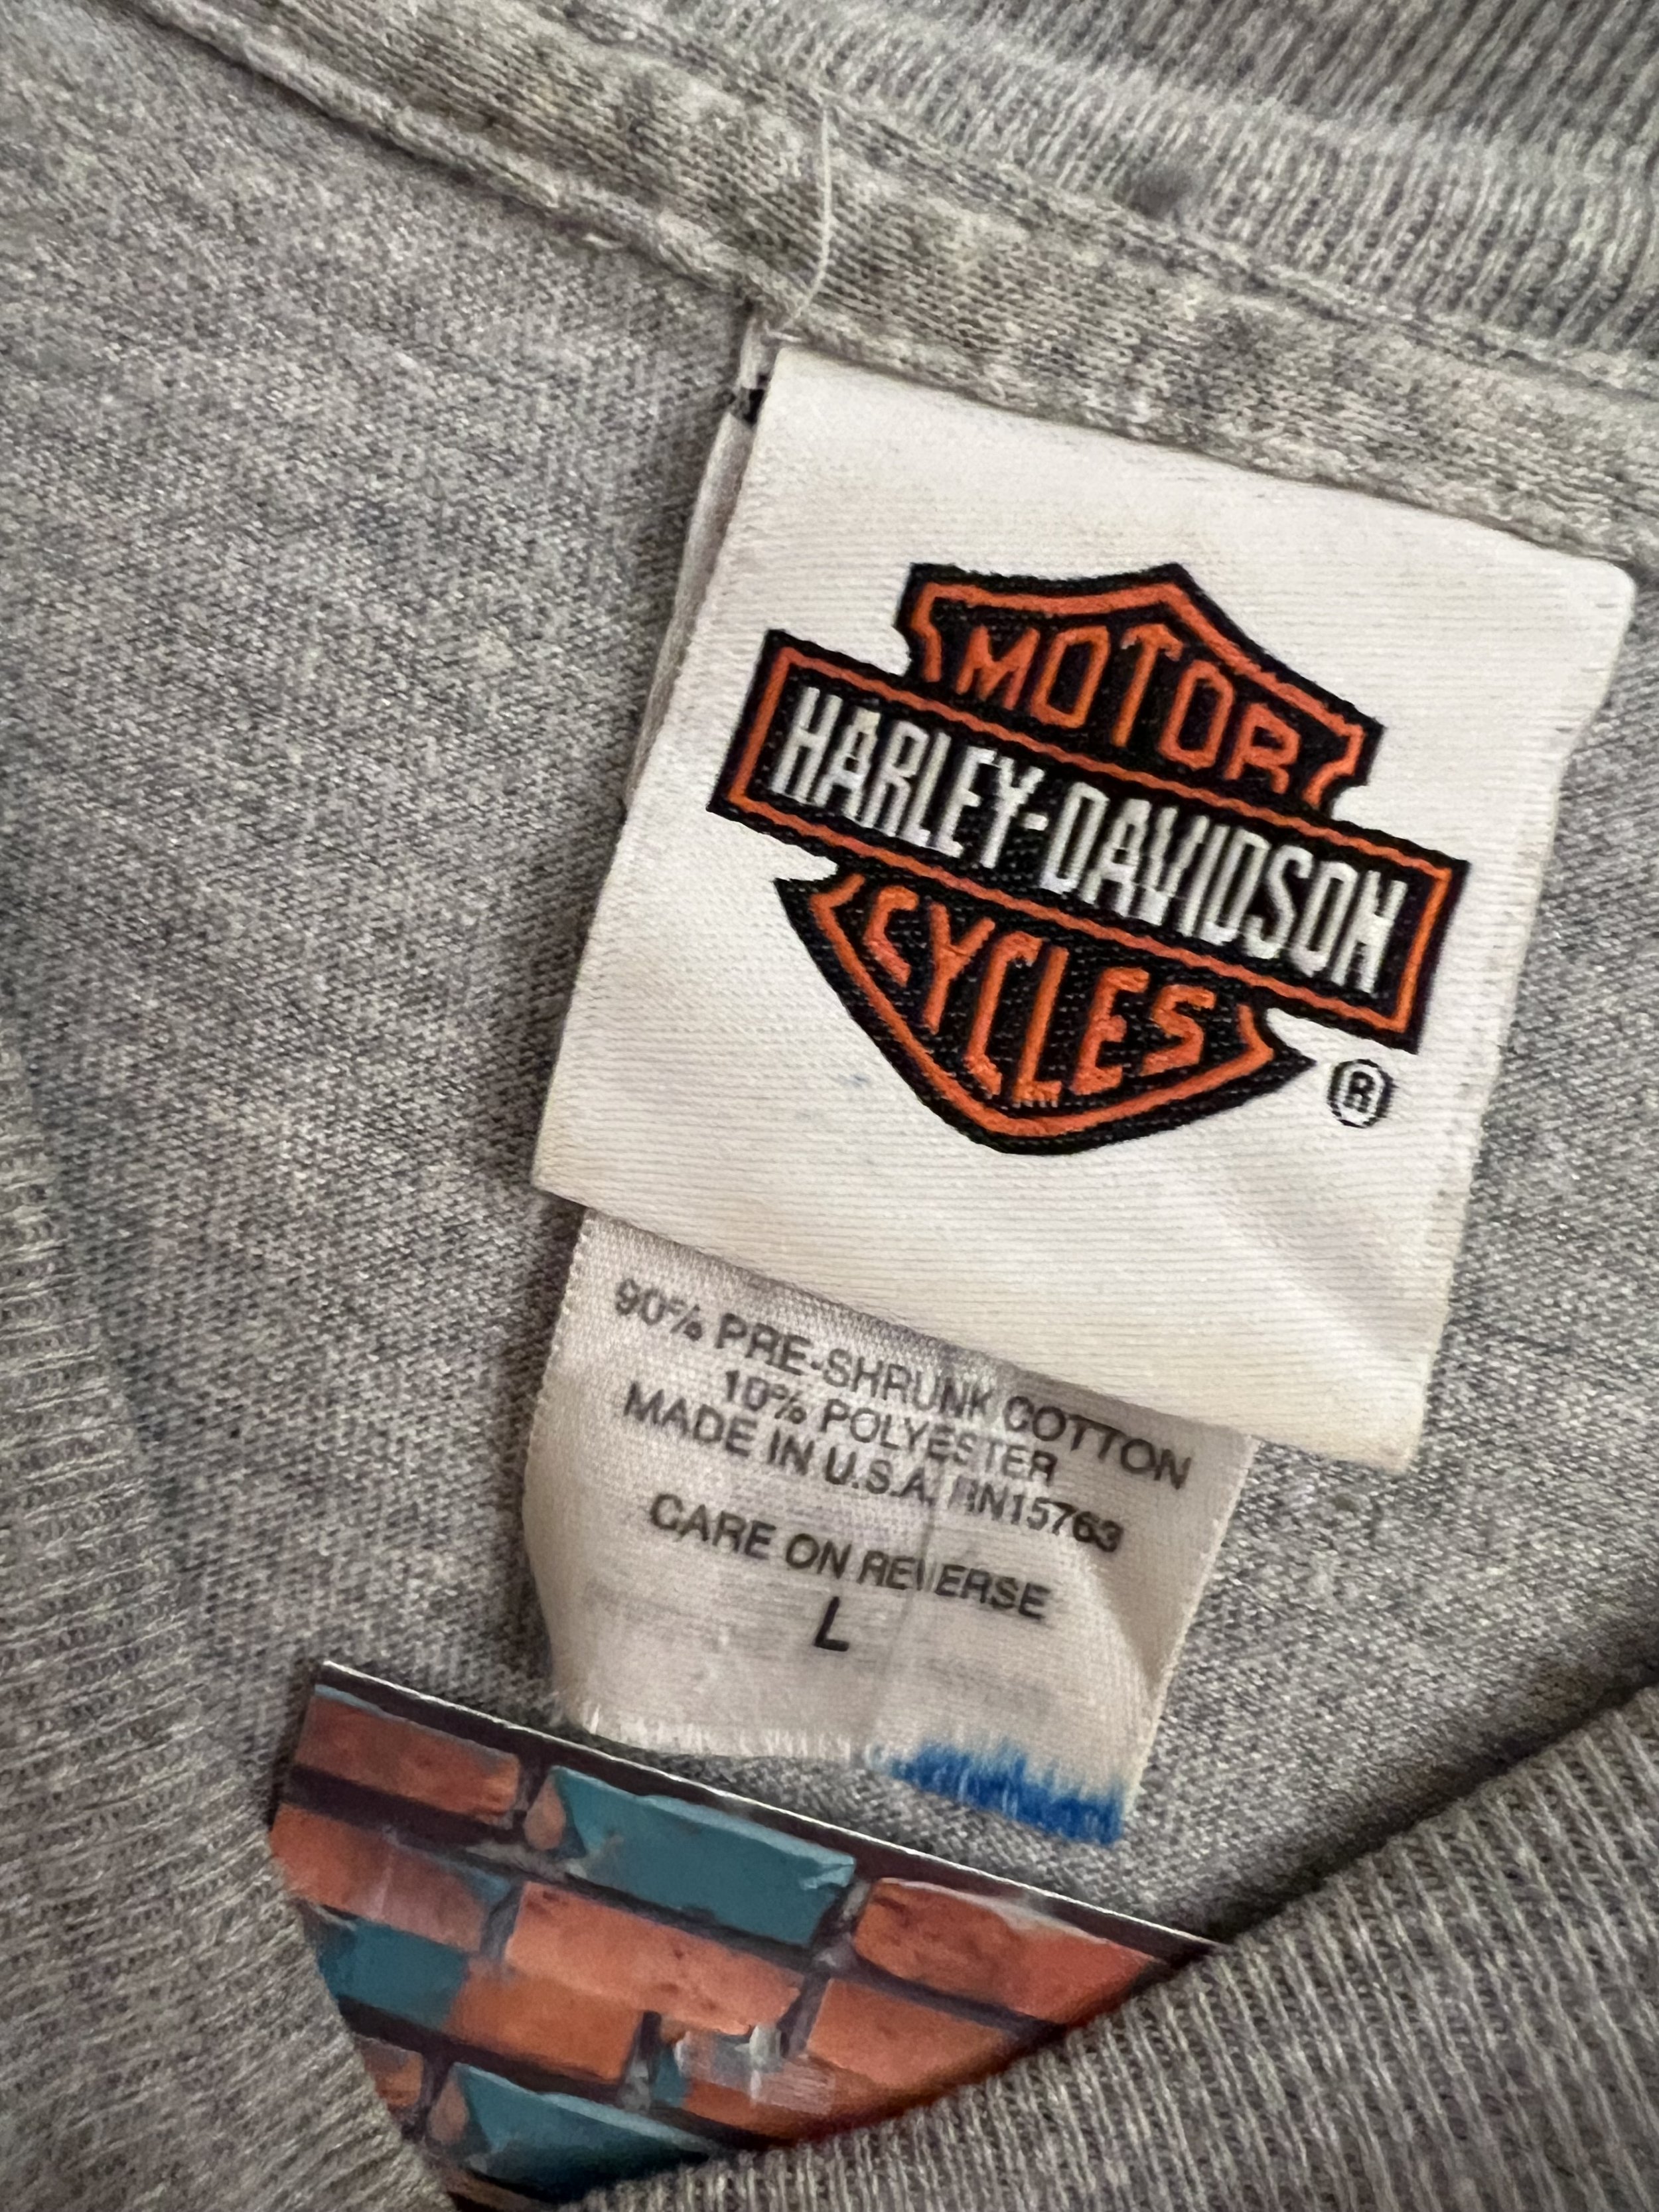 MOTOR
HARLEY-DAVIDSON
CYCLES
®
90% PRE-SHRUNK COTTON
10% POLYESTER
MADE IN U.S.A. RN15763
CARE ON REVERSE
L